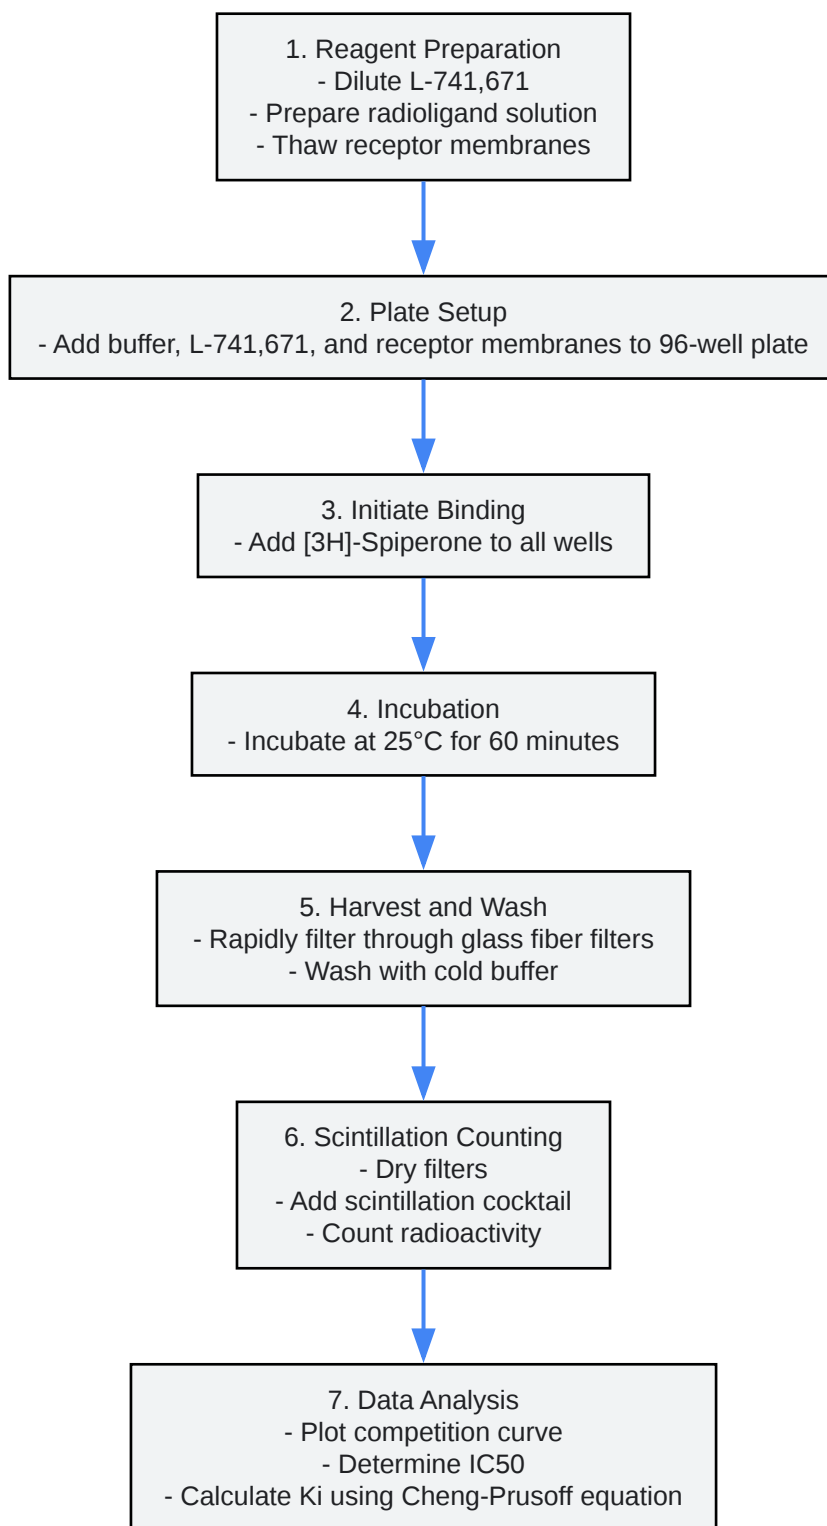 1. Reagent Preparation
- Dilute L-741,671
- Prepare radioligand solution
- Thaw receptor membranes
2. Plate Setup
- Add buffer, L-741,671, and receptor membranes to 96-well plate
3. Initiate Binding
- Add [3H]-Spiperone to all wells
4. Incubation
- Incubate at 25°C for 60 minutes
5. Harvest and Wash
- Rapidly filter through glass fiber filters
- Wash with cold buffer
6. Scintillation Counting
- Dry filters
- Add scintillation cocktail
- Count radioactivity
7. Data Analysis
- Plot competition curve
- Determine IC50
- Calculate Ki using Cheng-Prusoff equation